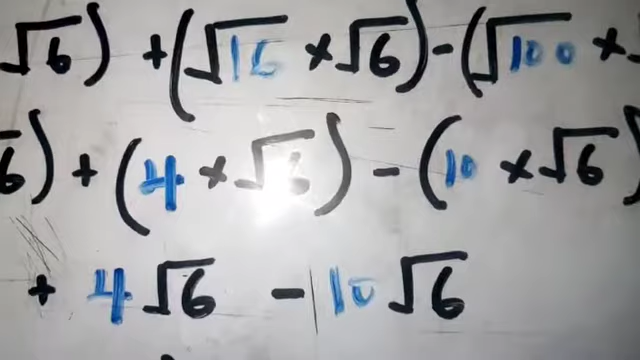 √6) + (√16 × √6) - (√100 ×
6) + (4 × √6) - (10 × √6)
+ 4√6 - 10√6